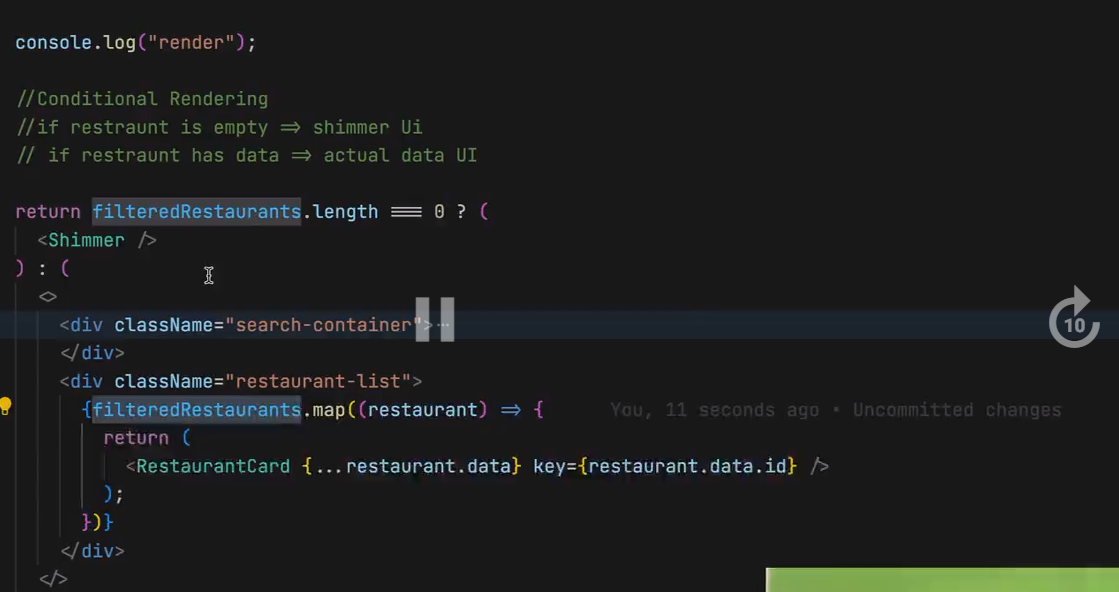 console.log("render");
//Conditional Rendering
//if restraunt is empty => shimmer Ui
// if restraunt has data => actual data UI
return filteredRestaurants.length === 0 ? (
<Shimmer />
) : (
<>
<div className="search-container">…
</div>
<div className="restaurant-list">
{filteredRestaurants.map((restaurant) => { You, 11 seconds ago • Uncommitted changes
return (
<RestaurantCard {...restaurant.data} key={restaurant.data.id} />
);
})}
</div>
</>
10